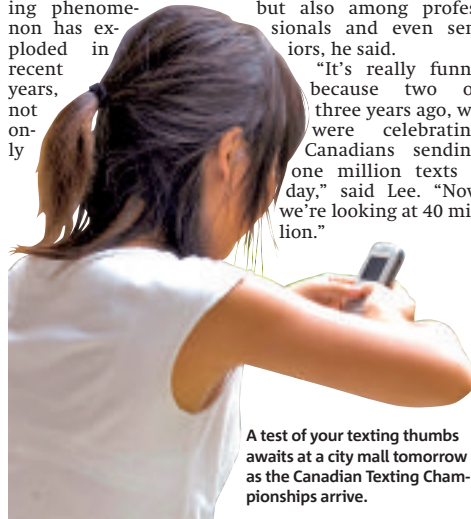 ing phenome-
non has ex-
ploded in
recent
years,
not
on-
ly
but also among profes
sionals and even sen
iors, he said.
“It's really funn
because two o
three years ago, w
were celebratin
Canadians sending
one million texts
day,” said Lee. “Now
we're looking at 40 mil
lion.”
A test of your texting thumbs
awaits at a city mall tomorrow
as the Canadian Texting Cham-
pionships arrive.